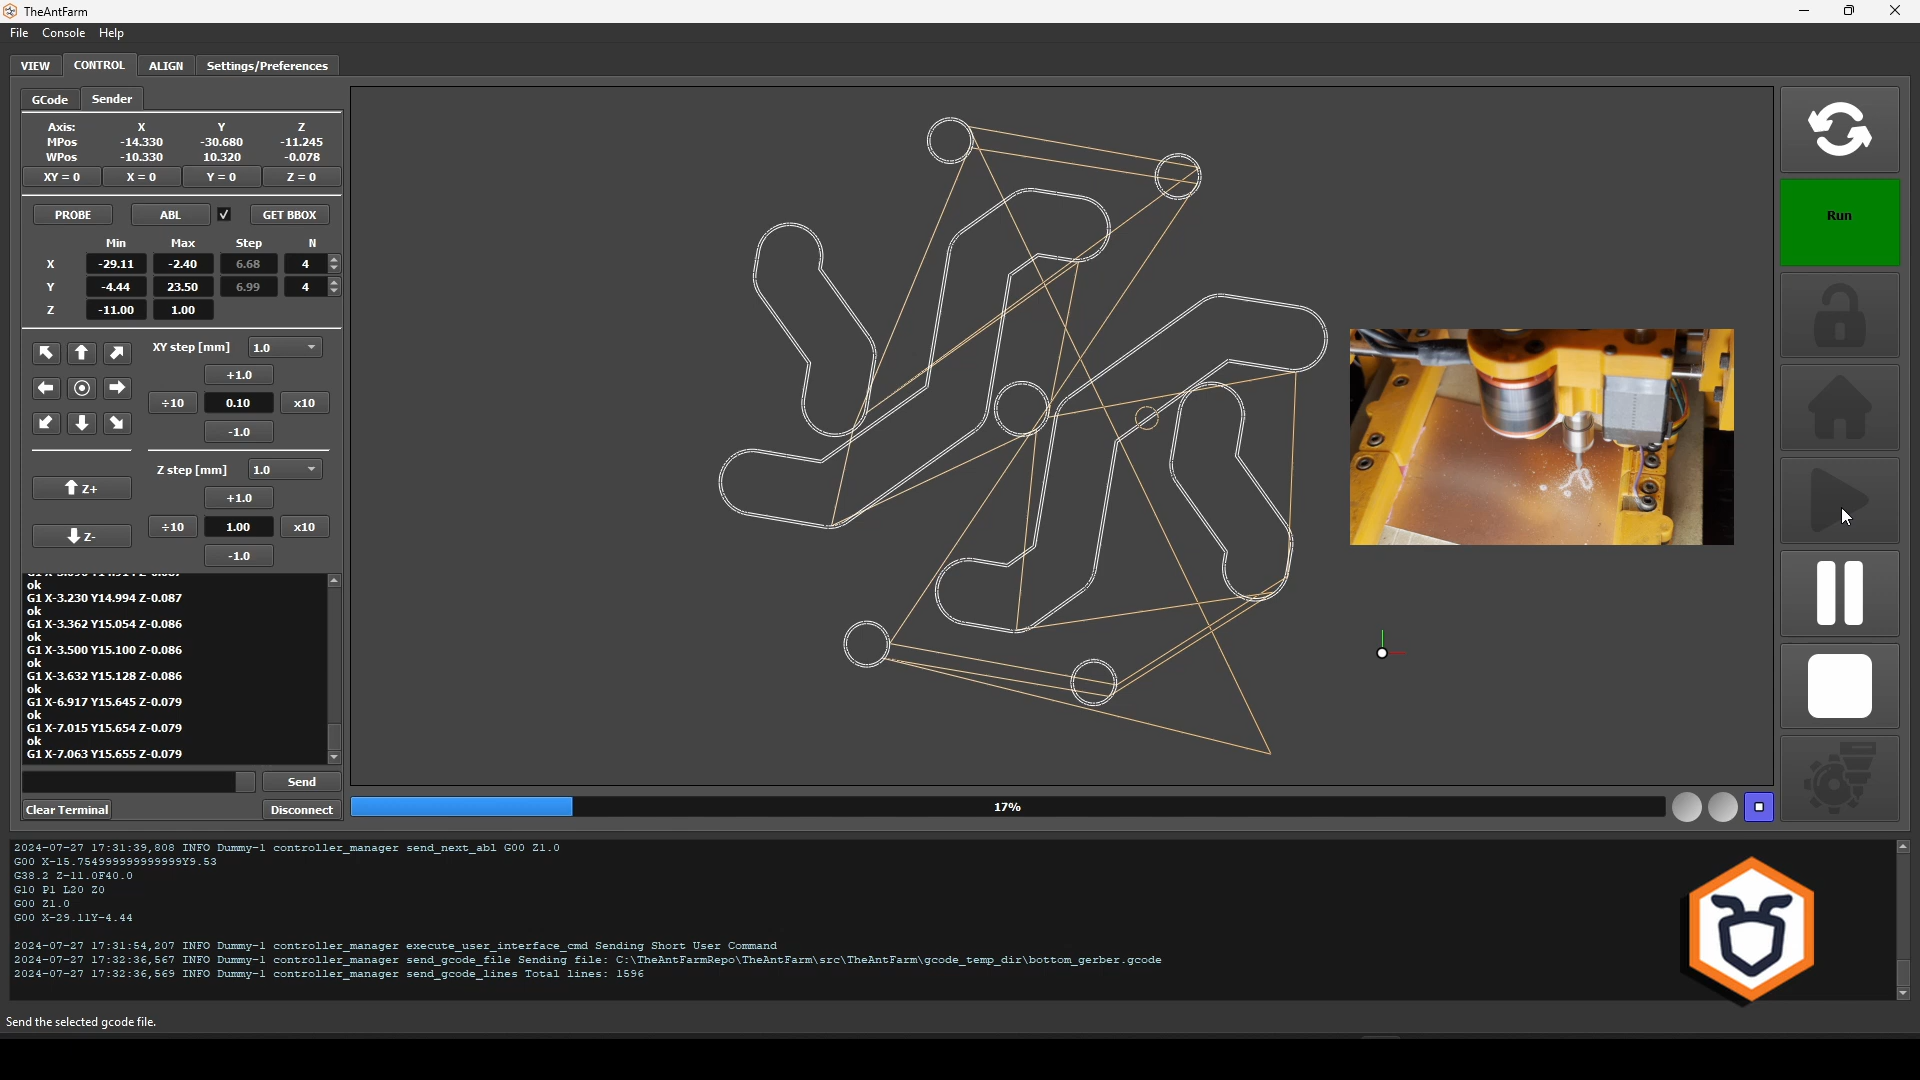 TheAntFarm
File Console Help
VIEW CONTROL ALIGN Settings/Preferences
GCode Sender
Axis: X Y Z
MPos -14.330 -30.680 -11.245
WPos -10.330 10.320 -0.078
XY = 0 X = 0 Y = 0 Z = 0
PROBE ABL GET BBOX
Min Max Step N
X -29.11 -2.40 6.68 4
Y -4.44 23.50 6.99 4
Z -11.00 1.00
XY step [mm] 1.0
+1.0
÷10 0.10 x10
-1.0
Z step [mm] 1.0
Z+ +1.0
÷10 1.00 x10
Z- -1.0
ok
G1 X-3.230 Y14.994 Z-0.087
ok
G1 X-3.362 Y15.054 Z-0.086
ok
G1 X-3.500 Y15.100 Z-0.086
ok
G1 X-3.632 Y15.128 Z-0.086
ok
G1 X-6.917 Y15.645 Z-0.079
ok
G1 X-7.015 Y15.654 Z-0.079
ok
G1 X-7.063 Y15.655 Z-0.079
Send
Clear Terminal Disconnect
17%
Run
2024-07-27 17:31:39,808 INFO Dummy-1 controller_manager send_next_abl G00 Z1.0
G00 X-15.754999999999999Y9.53
G38.2 Z-11.0F40.0
G10 P1 L20 Z0
G00 Z1.0
G00 X-29.11Y-4.44
2024-07-27 17:31:54,207 INFO Dummy-1 controller_manager execute_user_interface_cmd Sending Short User Command
2024-07-27 17:32:36,567 INFO Dummy-1 controller_manager send_gcode_file Sending file: C:\TheAntFarmRepo\TheAntFarm\src\TheAntFarm\gcode_temp_dir\bottom_gerber.gcode
2024-07-27 17:32:36,569 INFO Dummy-1 controller_manager send_gcode_lines Total lines: 1596
Send the selected gcode file.